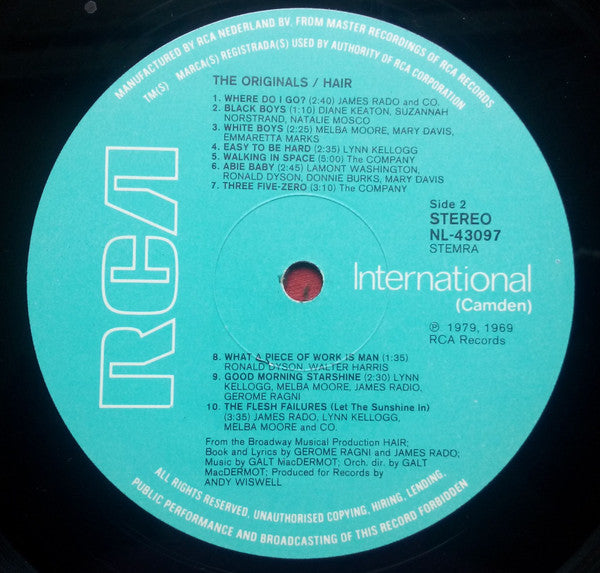 MANUFACTURED BY RCA NEDERLAND BV, FROM MASTER RECORDINGS OF RCA RECORDS
TM(S) MARCA(S) REGISTRADA(S) USED BY AUTHORITY OF RCA CORPORATION
THE ORIGINALS / HAIR
1. WHERE DO I GO? (2:40) JAMES RADO and CO.
2. BLACK BOYS (1:10) DIANE KEATON, SUZANNAH
NORSTRAND, NATALIE MOSCO
3. WHITE BOYS (2:25) MELBA MOORE, MARY DAVIS,
EMMARETTA MARKS
4. EASY TO BE HARD (2:35) LYNN KELLOGG
5. WALKING IN SPACE (5:00) The COMPANY
6. ABIE BABY (2:45) LAMONT WASHINGTON,
RONALD DYSON, DONNIE BURKS, MARY DAVIS
7. THREE FIVE-ZERO (3:10) The COMPANY
RCA
Side 2
STEREO
NL-43097
STEMRA
International
(Camden)
℗ 1979, 1969
RCA Records
8. WHAT A PIECE OF WORK IS MAN (1:35)
RONALD DYSON, WALTER HARRIS
9. GOOD MORNING STARSHINE (2:30) LYNN
KELLOGG, MELBA MOORE, JAMES RADIO,
GEROME RAGNI
10. THE FLESH FAILURES (Let The Sunshine In)
(3:35) JAMES RADO, LYNN KELLOGG,
MELBA MOORE and CO.
From the Broadway Musical Production HAIR;
Book and Lyrics by GEROME RAGNI and JAMES RADO;
Music by GALT MacDERMOT; Orch. dir. by GALT
MacDERMOT; Produced for Records by
ANDY WISWELL
ALL RIGHTS RESERVED, UNAUTHORISED COPYING, HIRING, LENDING,
PUBLIC PERFORMANCE AND BROADCASTING OF THIS RECORD FORBIDDEN